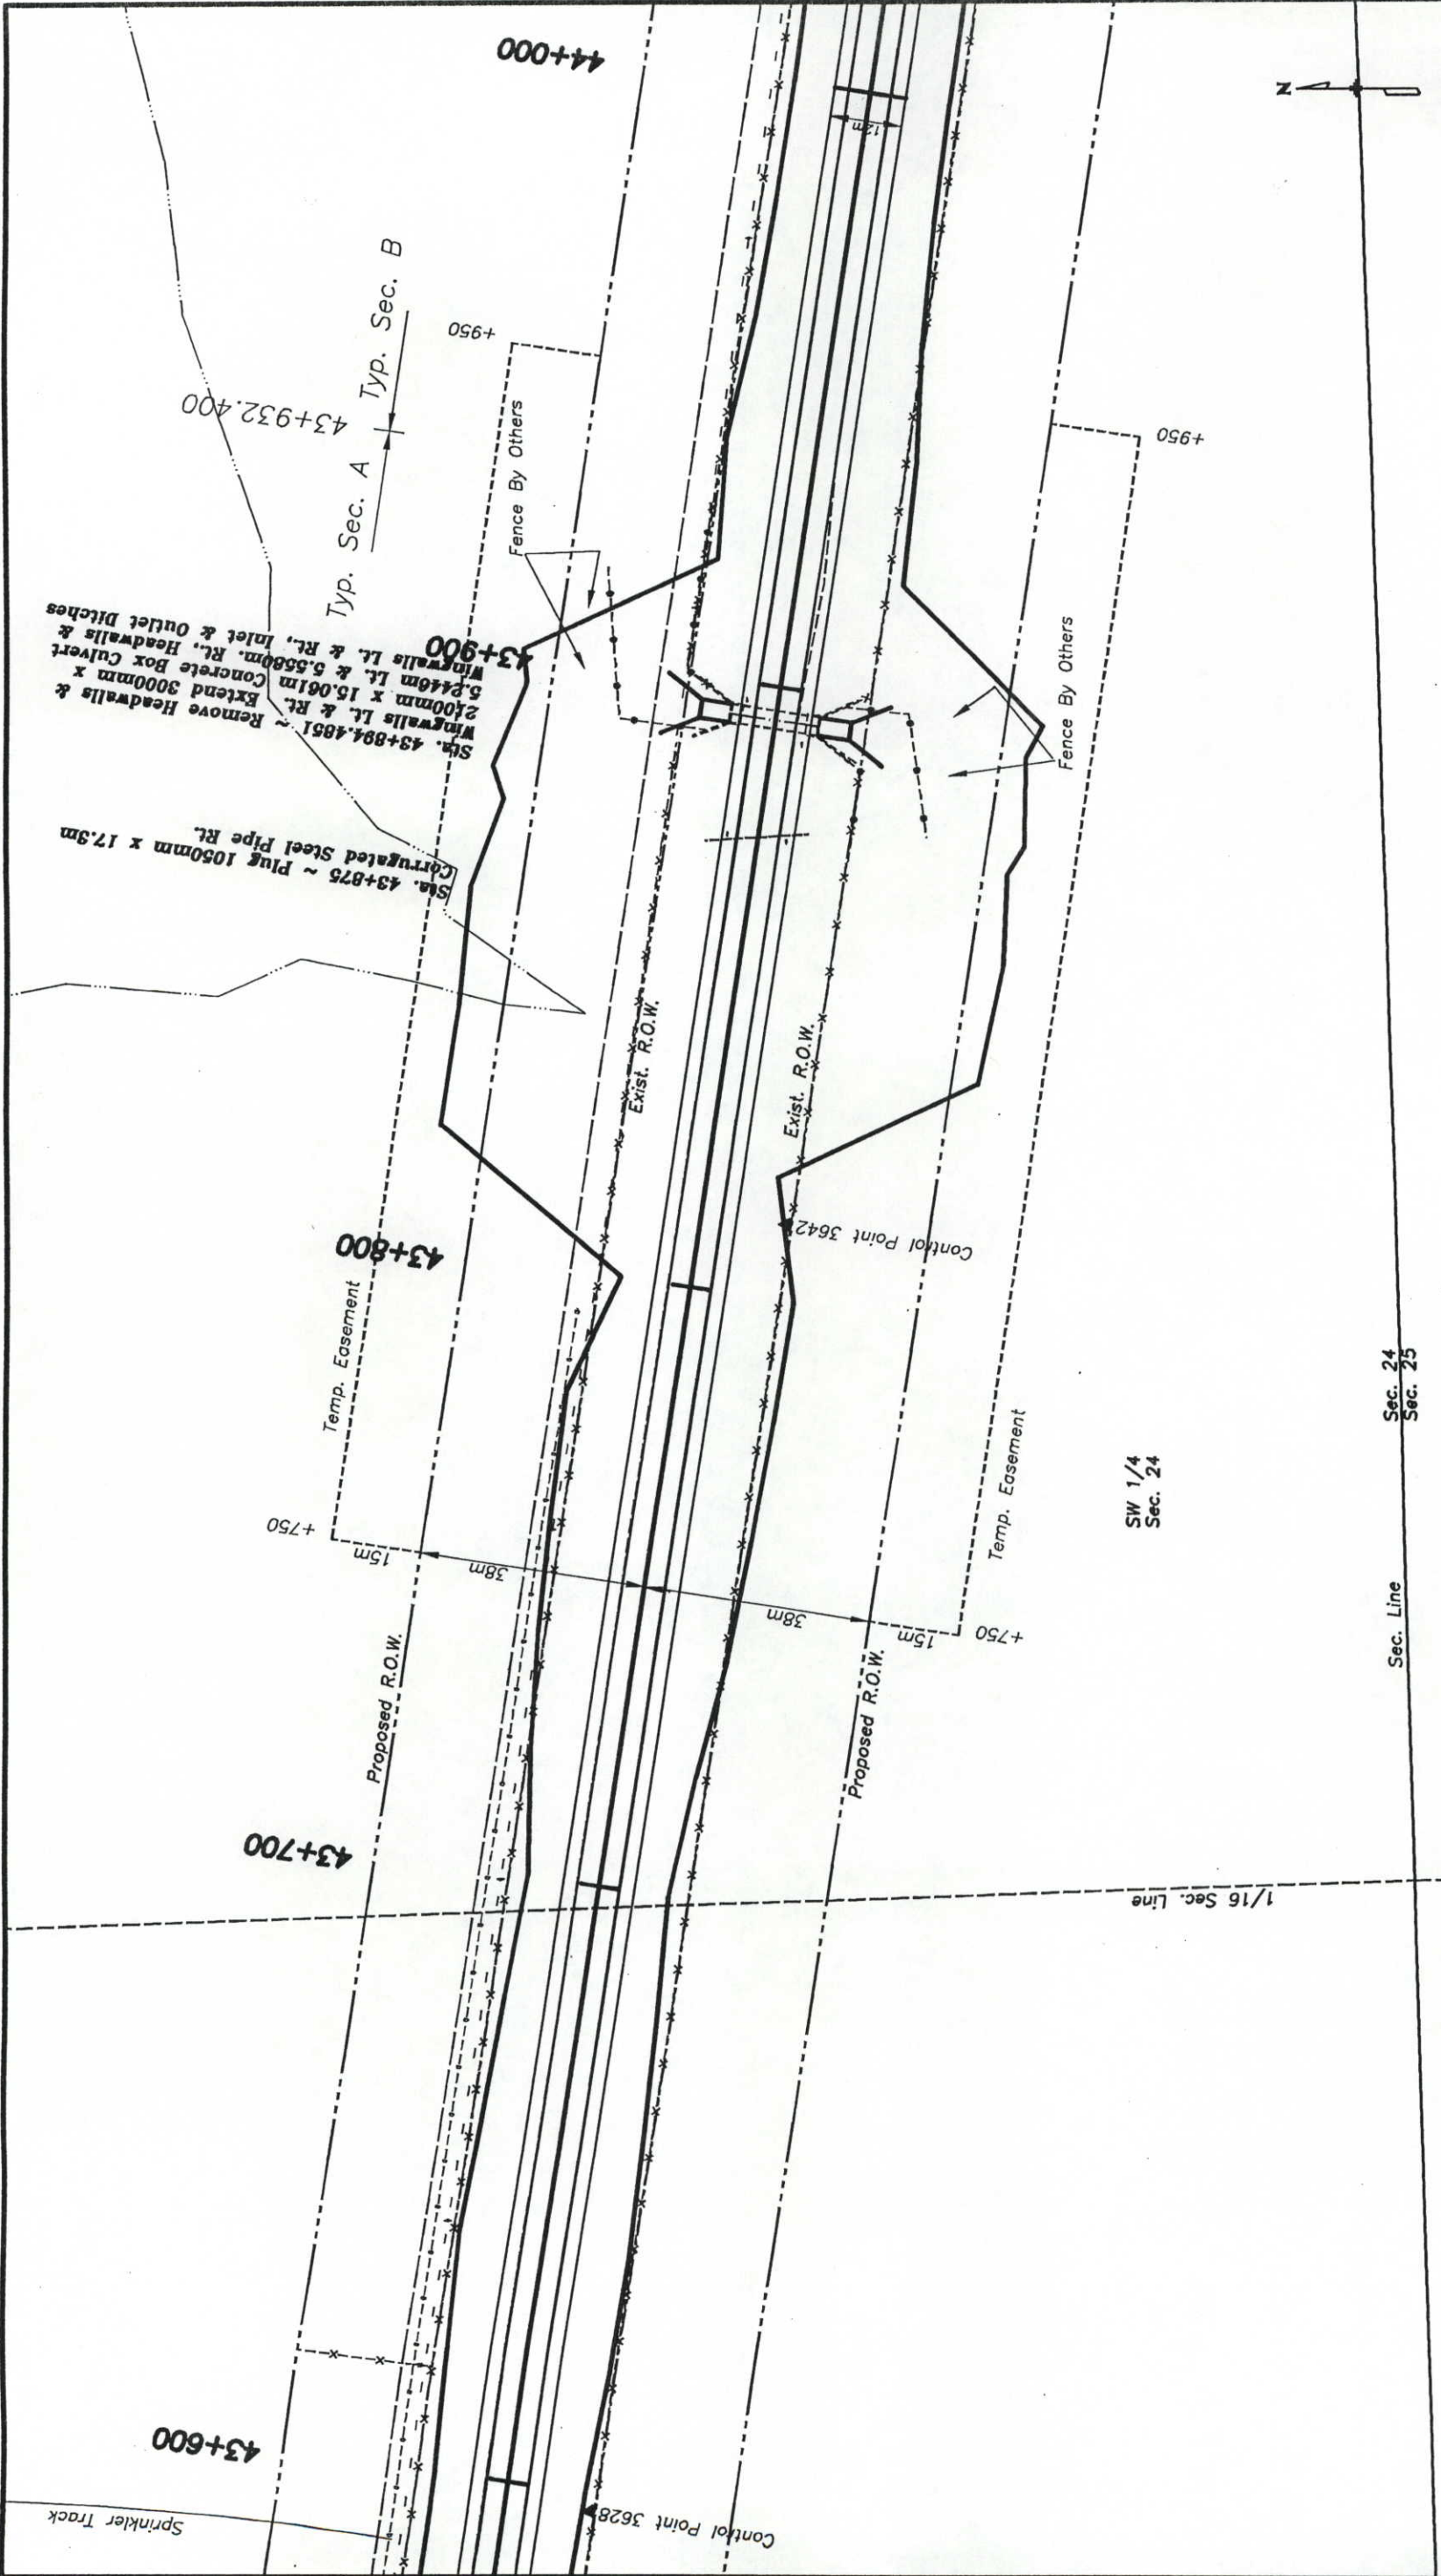 44+000
N
12m
Typ. Sec. A
Typ. Sec. B
43+932.400
+950
Fence By Others
+950
43+900
Sta. 43+894.4851 ~ Remove Headwalls &
Wingwalls Lt. & Rt. Extend 3000mm x
2400mm x 15.061m Concrete Box Culvert
5.2446m Lt. & 5.5580m. Rt., Headwalls &
Wingwalls Lt. & Rt., Inlet & Outlet Ditches
Fence By Others
Sta. 43+875 ~ Plug 1050mm x 17.3m
Corrugated Steel Pipe Rt.
Exist. R.O.W.
Exist. R.O.W.
43+800
Control Point 3642
Temp. Easement
Temp. Easement
+750
15m
38m
38m
15m
+750
SW 1/4
Sec. 24
Sec. 24
Sec. 25
Sec. Line
Proposed R.O.W.
Proposed R.O.W.
43+700
1/16 Sec. Line
43+600
Sprinkler Track
Control Point 3628